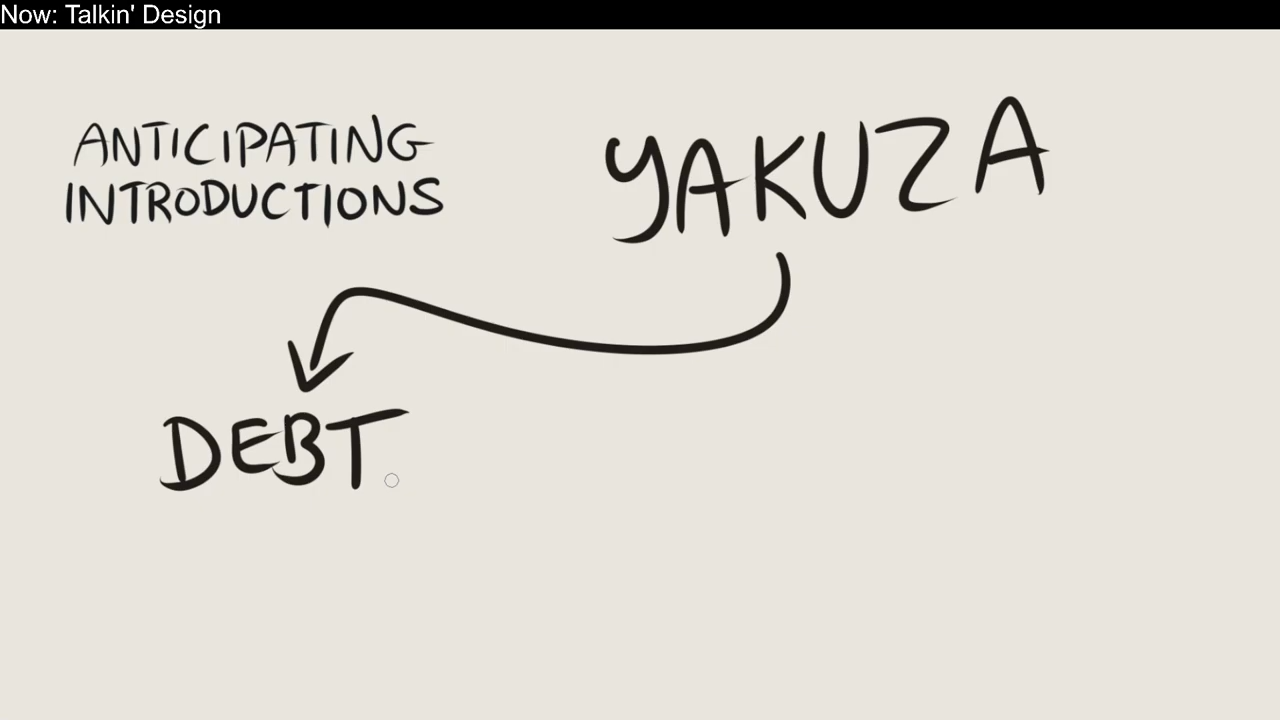 Now: Talkin' Design
ANTICIPATING
INTRODUCTIONS
YAKUZA
DEBT